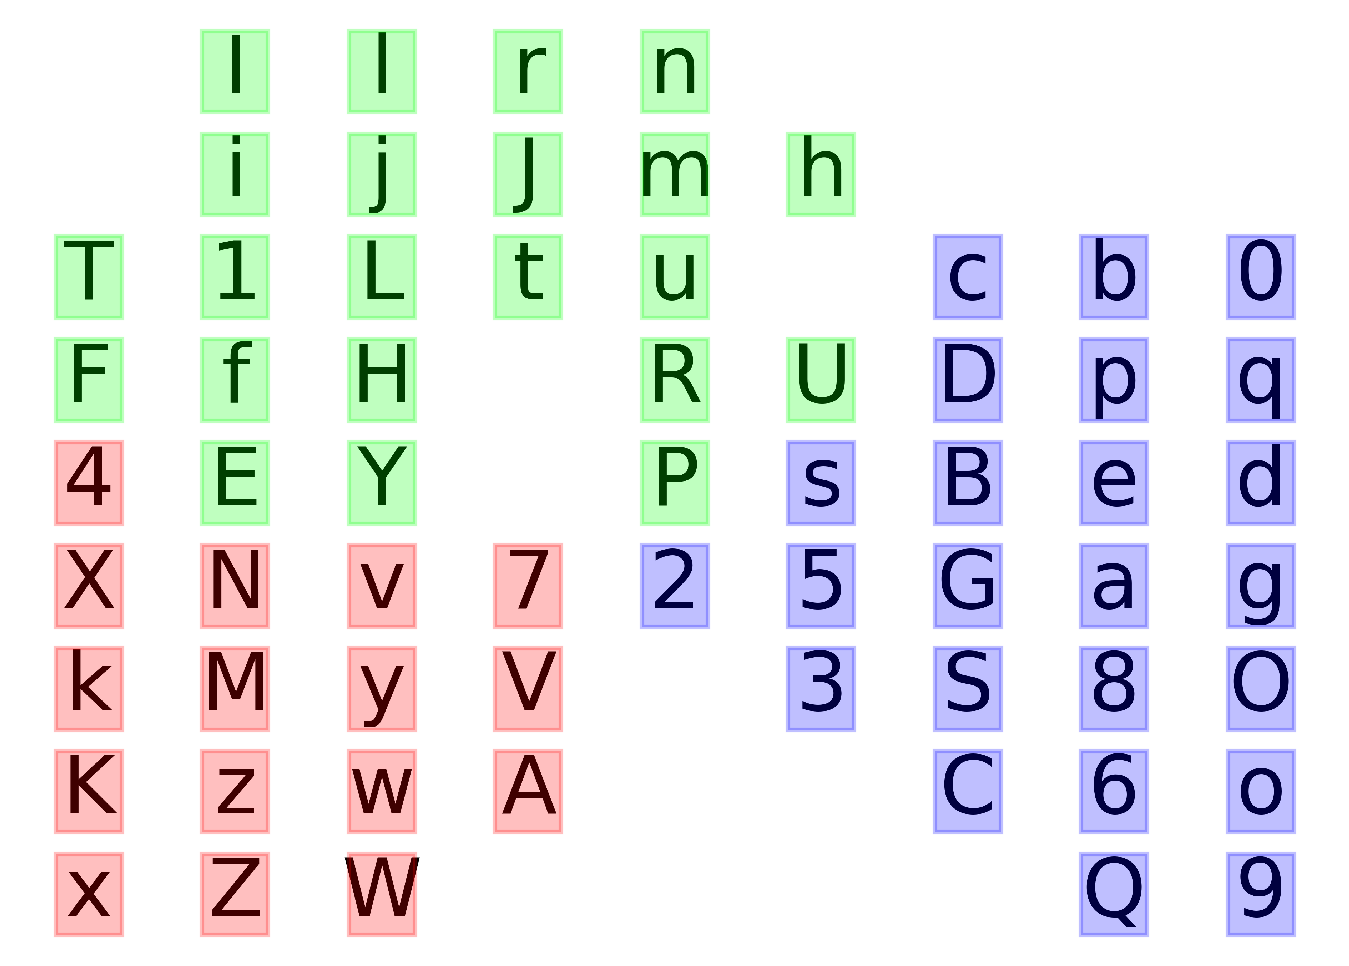 I l r n
i j J m h
T 1 L t u c b 0
F f H R U D p q
4 E Y P s B e d
X N v 7 2 5 G a g
k M y V 3 S 8 O
K z w A C 6 o
x Z W Q 9